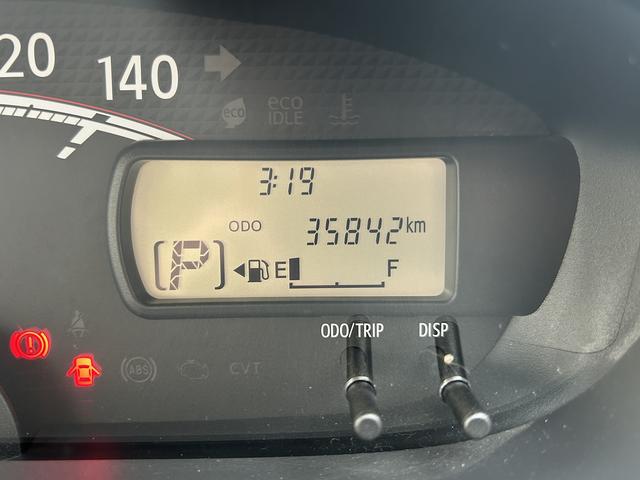 20
140
eco
eco
IDLE
3:19
ODO
35842km
P
E F
ODO/TRIP DISP
ABS
CVT